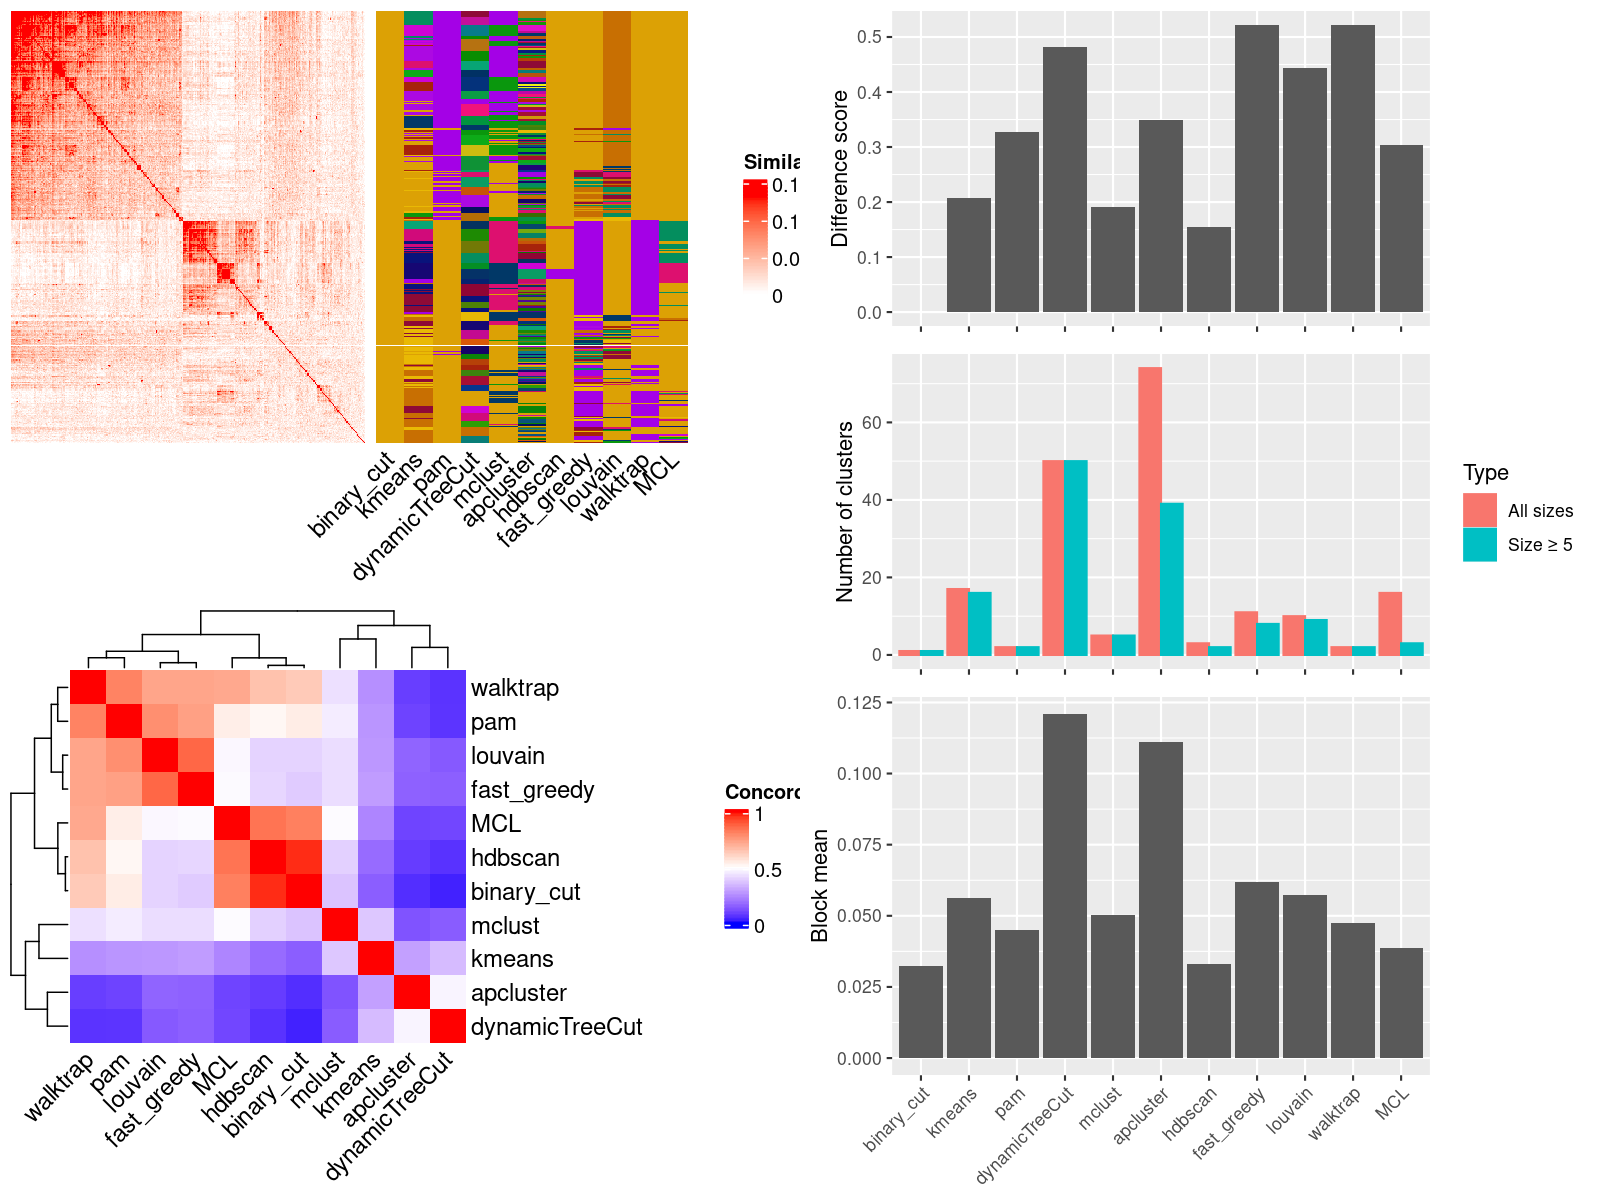 Simila
0.1
0.1
0.0
0
binary_cut
kmeans
pam
dynamicTreeCut
mclust
apcluster
hdbscan
fast_greedy
louvain
walktrap
MCL
walktrap
pam
louvain
fast_greedy
MCL
hdbscan
binary_cut
mclust
kmeans
apcluster
dynamicTreeCut
walktrap
pam
louvain
fast_greedy
MCL
hdbscan
binary_cut
mclust
kmeans
apcluster
dynamicTreeCut
Concord
1
0.5
0
Difference score
0.5
0.4
0.3
0.2
0.1
0.0
Number of clusters
60
40
20
0
Type
All sizes
Size ≥ 5
Block mean
0.125
0.100
0.075
0.050
0.025
0.000
binary_cut
kmeans
pam
dynamicTreeCut
mclust
apcluster
hdbscan
fast_greedy
louvain
walktrap
MCL